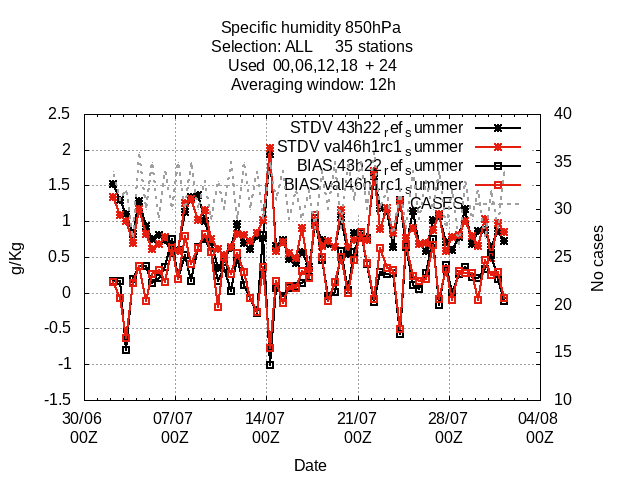 Specific humidity 850hPa
Selection: ALL 35 stations
Used 00,06,12,18 + 24
Averaging window: 12h
STDV 43h22_ref_summer
STDV val46h1rc1_summer
BIAS 43h22_ref_summer
BIAS val46h1rc1_summer
CASES
2.5
2
1.5
1
0.5
0
-0.5
-1
-1.5
g/Kg
40
35
30
25
20
15
10
No cases
30/06 07/07 14/07 21/07 28/07 04/08
00Z 00Z 00Z 00Z 00Z 00Z
Date